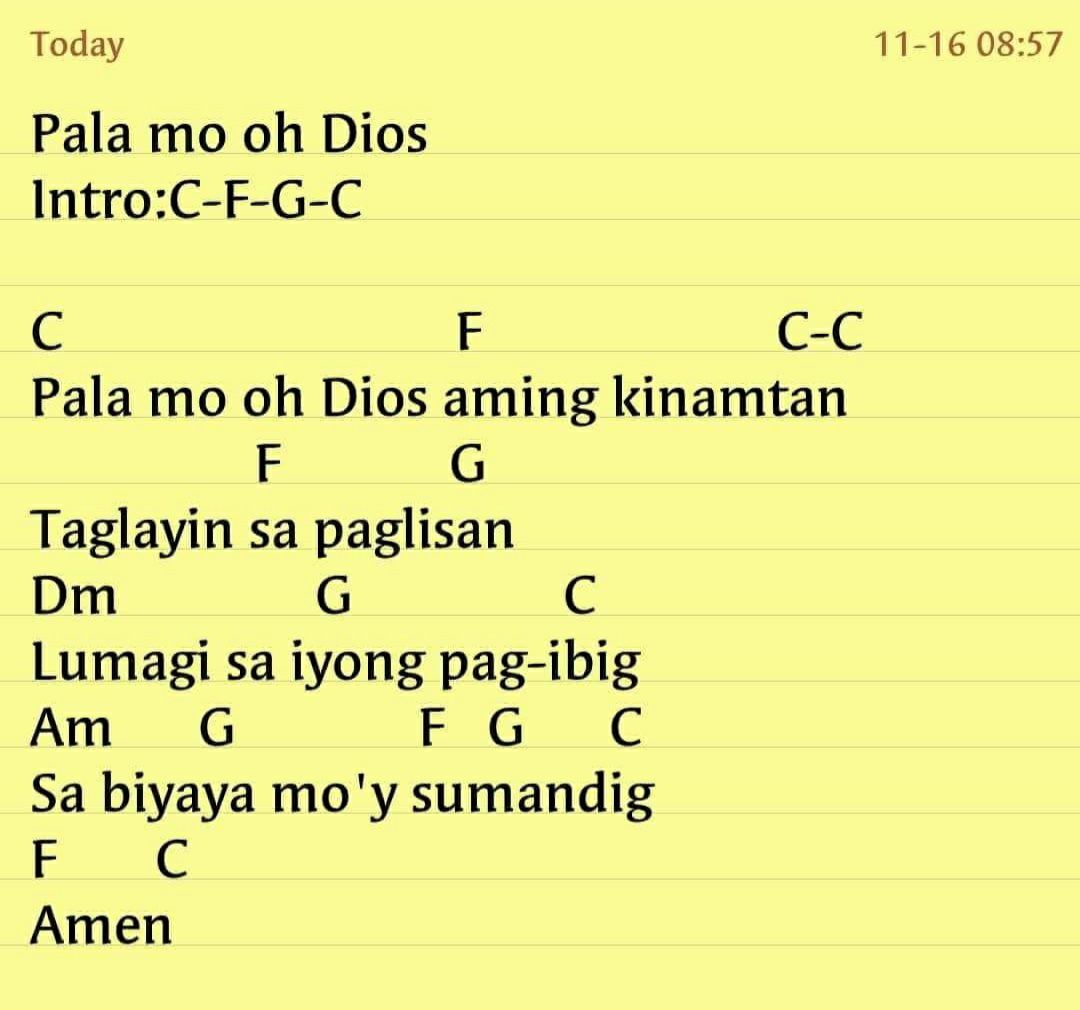 Today 11-16 08:57
Pala mo oh Dios
Intro:C-F-G-C
C F C-C
Pala mo oh Dios aming kinamtan
F G
Taglayin sa paglisan
Dm G C
Lumagi sa iyong pag-ibig
Am G F G C
Sa biyaya mo'y sumandig
F C
Amen